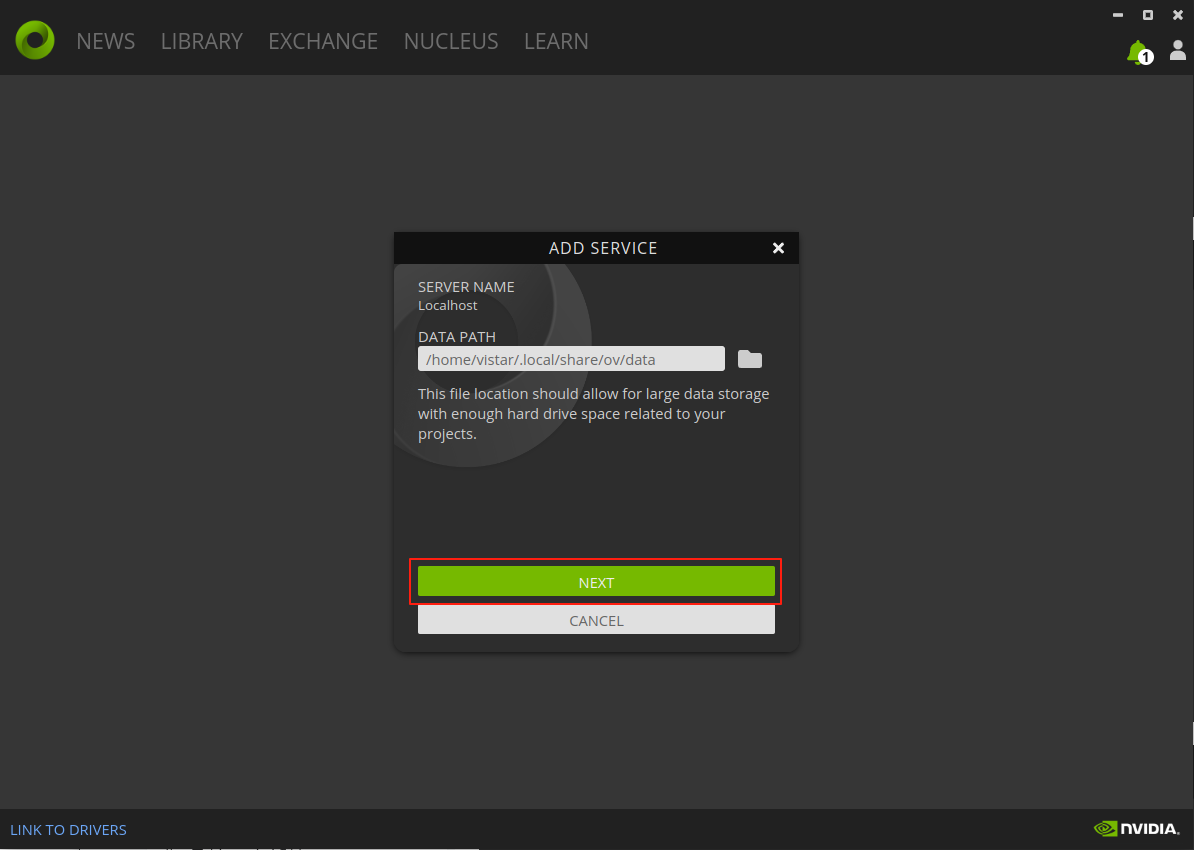 NEWS LIBRARY EXCHANGE NUCLEUS LEARN
1
ADD SERVICE
SERVER NAME
Localhost
DATA PATH
/home/vistar/.local/share/ov/data
This file location should allow for large data storage
with enough hard drive space related to your
projects.
NEXT
CANCEL
LINK TO DRIVERS
NVIDIA.